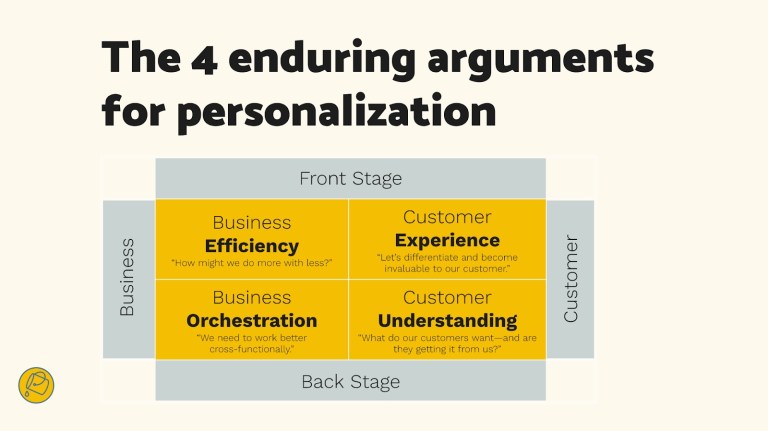 The 4 enduring arguments
for personalization
Front Stage
Business
Business
Efficiency
"How might we do more with less?"
Customer
Experience
"Let's differentiate and become
invaluable to our customer."
Customer
Business
Orchestration
"We need to work better
cross-functionally."
Customer
Understanding
"What do our customers want—and are
they getting it from us?"
Back Stage